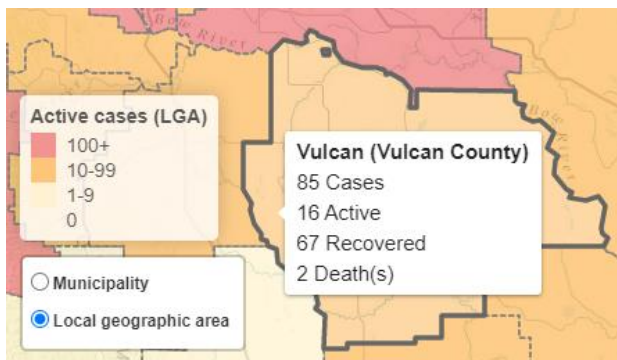 Bow River
Active cases (LGA)
100+
10-99
1-9
0
Vulcan (Vulcan County)
85 Cases
16 Active
67 Recovered
2 Death(s)
Bow River
Municipality
Local geographic area